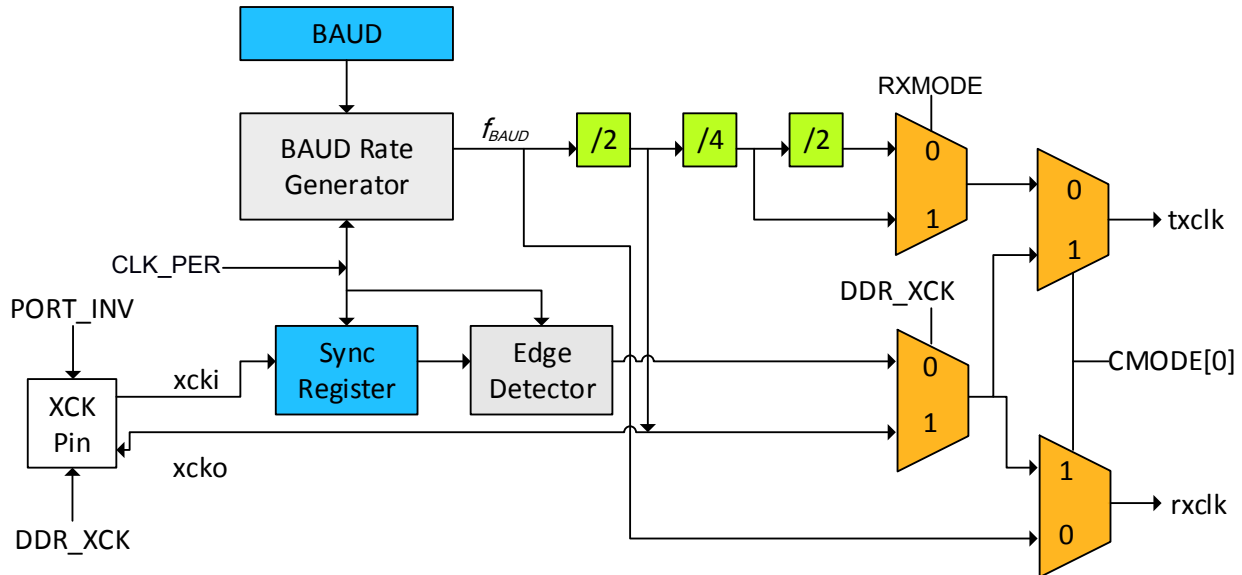 BAUD
RXMODE
BAUD Rate
Generator
fBAUD
/2
/4
/2
0
1
0
1
txclk
CLK_PER
PORT_INV
DDR_XCK
Sync
Register
Edge
Detector
0
1
CMODE[0]
xcki
XCK
Pin
xcko
1
0
rxclk
DDR_XCK